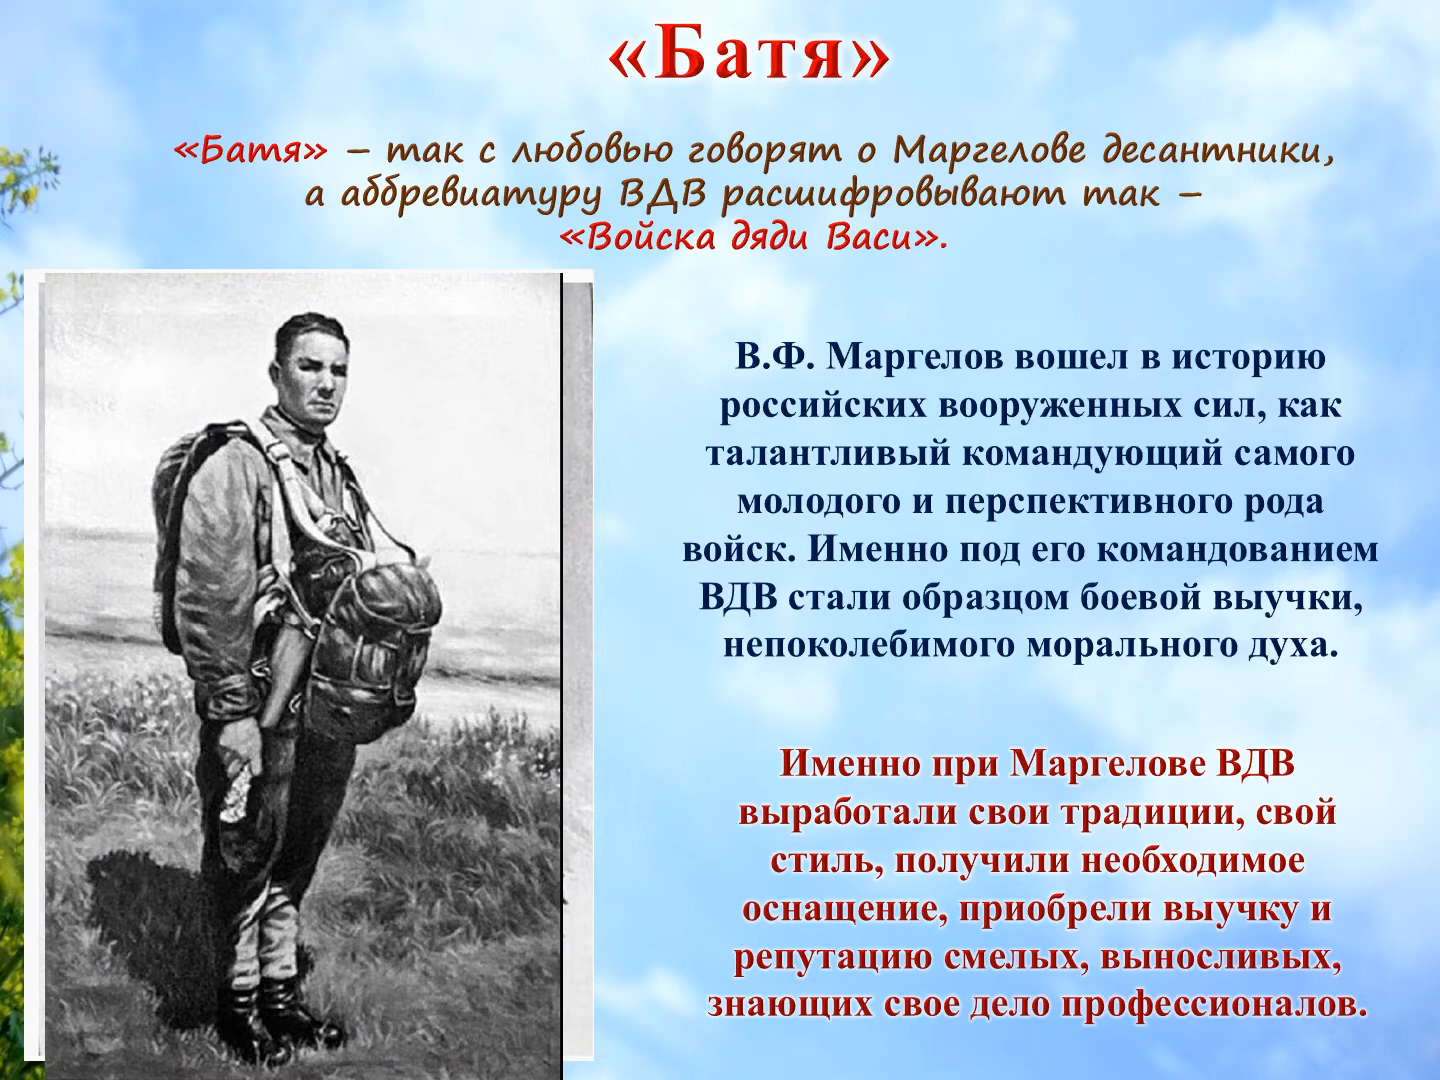 «Батя»
«Батя» – так с любовью говорят о Маргелове десантники,
а аббревиатуру ВДВ расшифровывают так –
«Войска дяди Васи».
В.Ф. Маргелов вошел в историю
российских вооруженных сил, как
талантливый командующий самого
молодого и перспективного рода
войск. Именно под его командованием
ВДВ стали образцом боевой выучки,
непоколебимого морального духа.
Именно при Маргелове ВДВ
выработали свои традиции, свой
стиль, получили необходимое
оснащение, приобрели выучку и
репутацию смелых, выносливых,
знающих свое дело профессионалов.